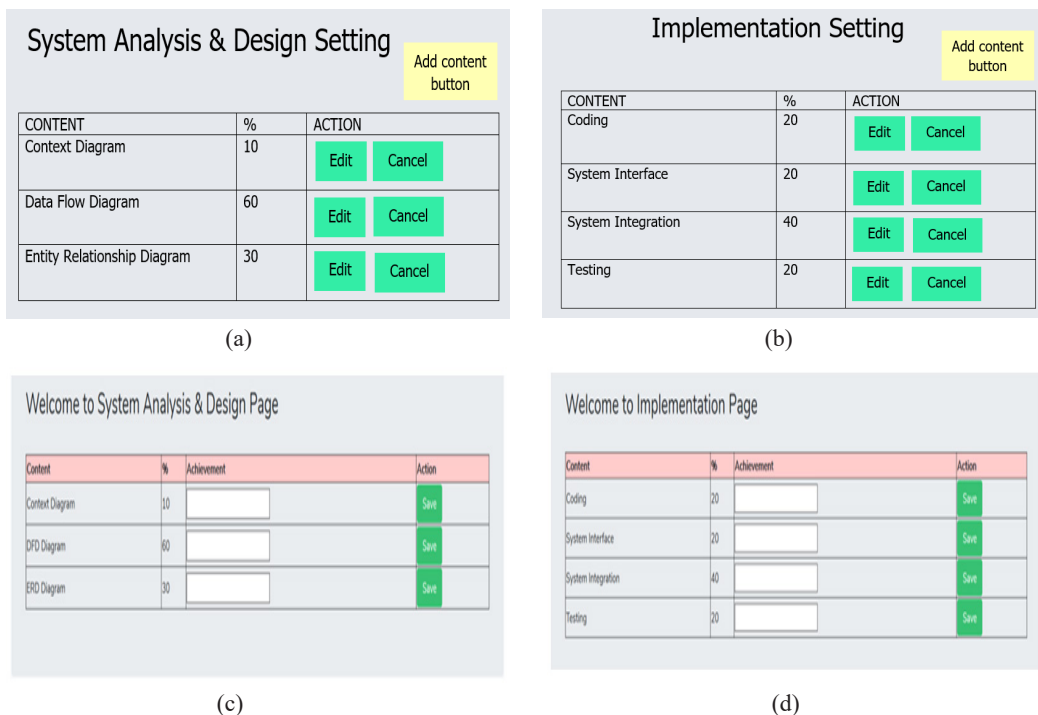 System Analysis & Design Setting
Add content
button
CONTENT % ACTION
Context Diagram 10 Edit Cancel
Data Flow Diagram 60 Edit Cancel
Entity Relationship Diagram 30 Edit Cancel
(a)
Implementation Setting
Add content
button
CONTENT % ACTION
Coding 20 Edit Cancel
System Interface 20 Edit Cancel
System Integration 40 Edit Cancel
Testing 20 Edit Cancel
(b)
Welcome to System Analysis & Design Page
Content % Achievement Action
Context Diagram 10 Save
DFD Diagram 60 Save
ERD Diagram 30 Save
(c)
Welcome to Implementation Page
Content % Achievement Action
Coding 20 Save
System Interface 20 Save
System Integration 40 Save
Testing 20 Save
(d)